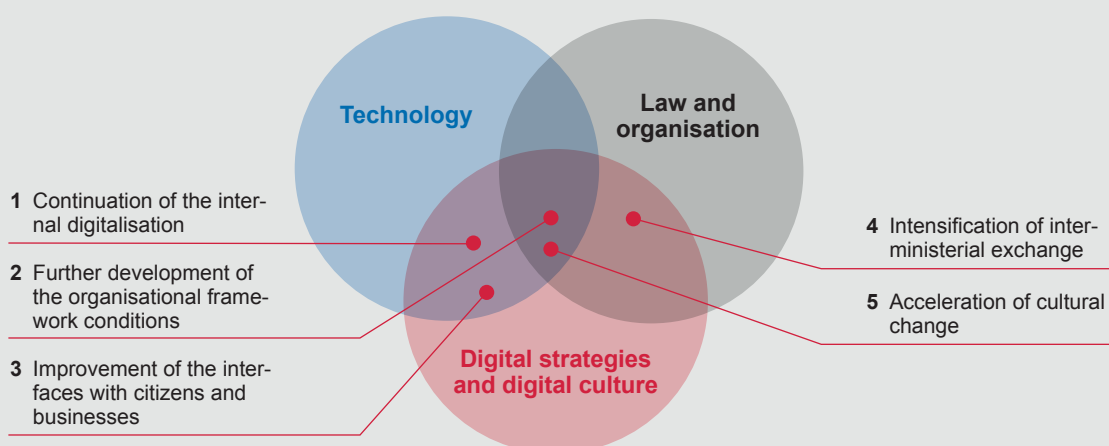 Technology
Law and
organisation
1 Continuation of the inter-
nal digitalisation
2 Further development of
the organisational frame-
work conditions
3 Improvement of the inter-
faces with citizens and
businesses
4 Intensification of inter-
ministerial exchange
5 Acceleration of cultural
change
Digital strategies
and digital culture